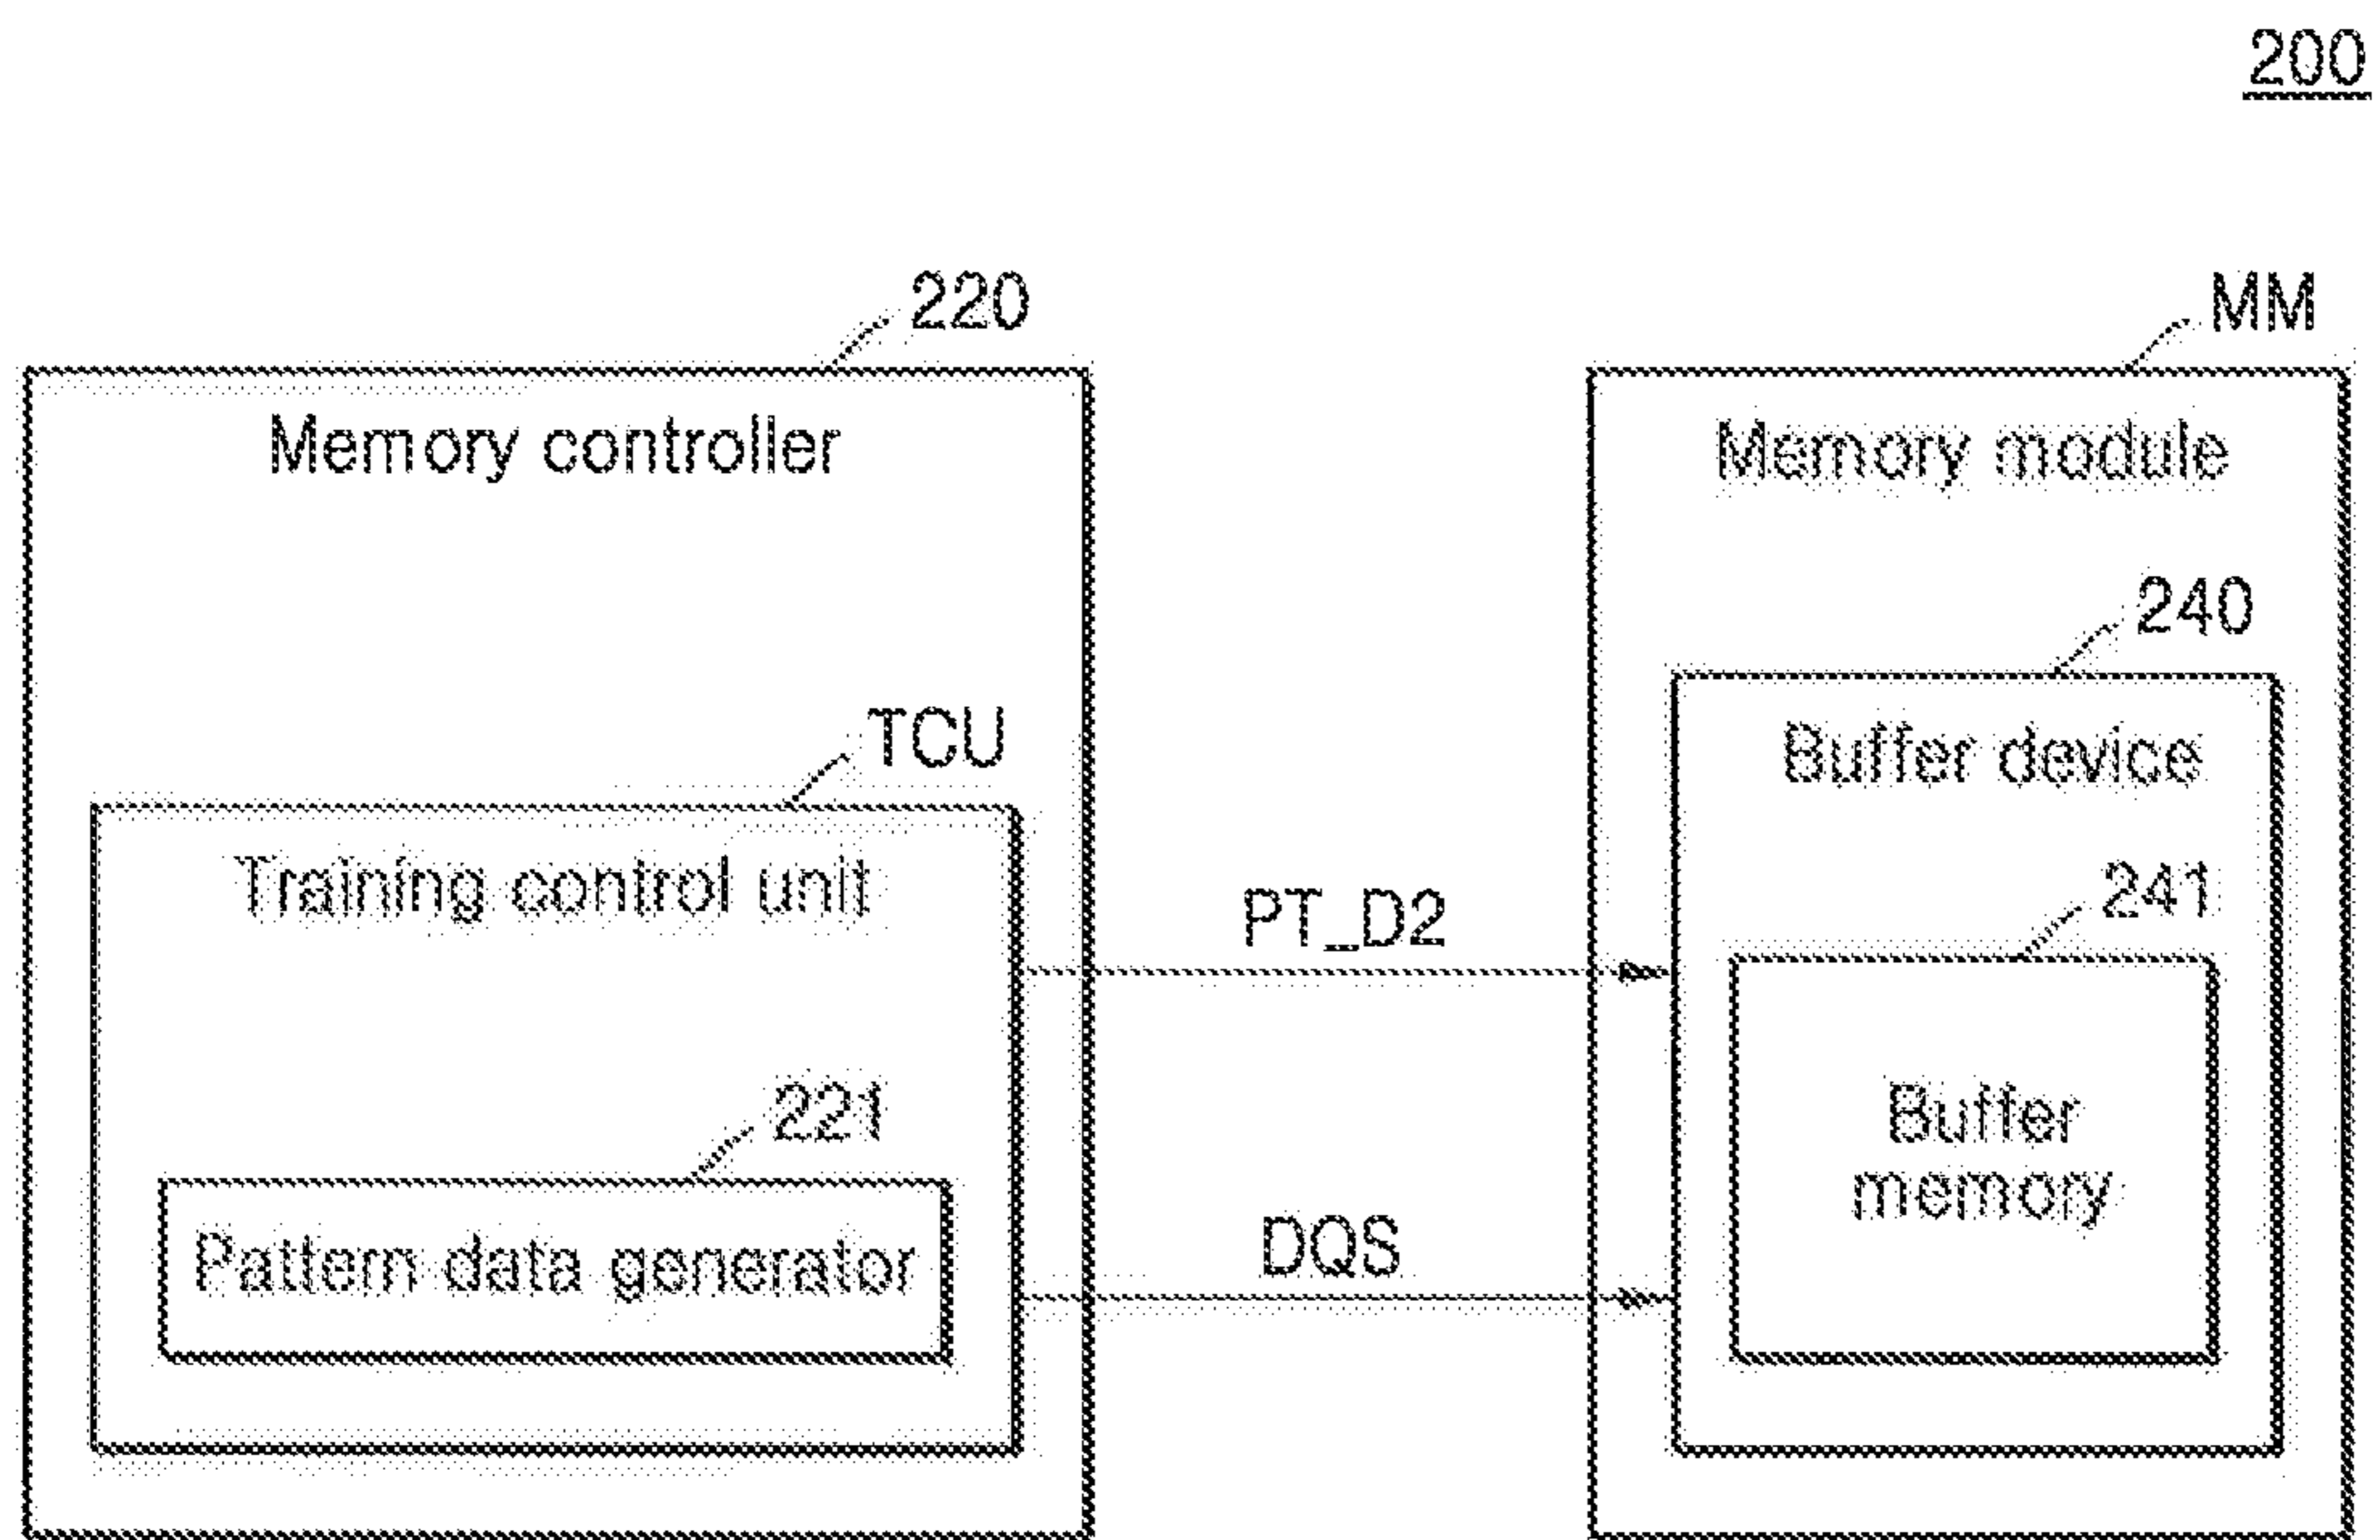 200
220
MM
Memory controller
Memory module
240
TCU
Buffer device
Training control unit
PT_D2
241
221
Buffer
memory
Pattern data generator
DQS